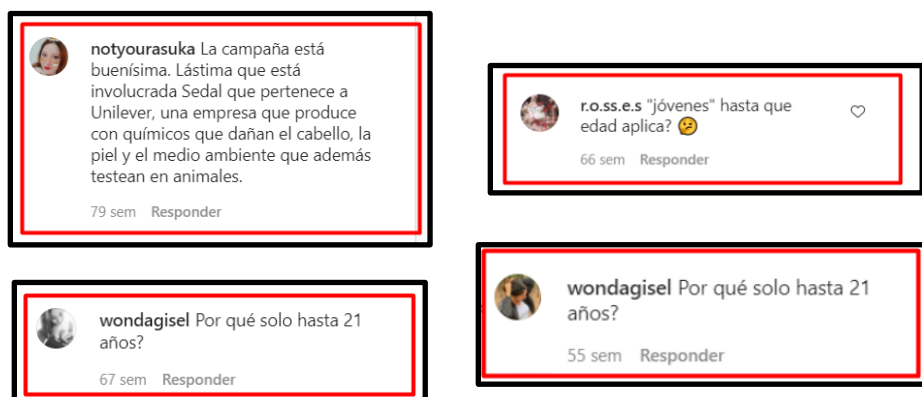 notyourasuka La campaña está
buenísima. Lástima que está
involucrada Sedal que pertenece a
Unilever, una empresa que produce
con químicos que dañan el cabello, la
piel y el medio ambiente que además
testean en animales.
79 sem Responder
r.o.ss.e.s "jóvenes" hasta que
edad aplica? 🫤
66 sem Responder
wondagisel Por qué solo hasta 21
años?
67 sem Responder
wondagisel Por qué solo hasta 21
años?
55 sem Responder